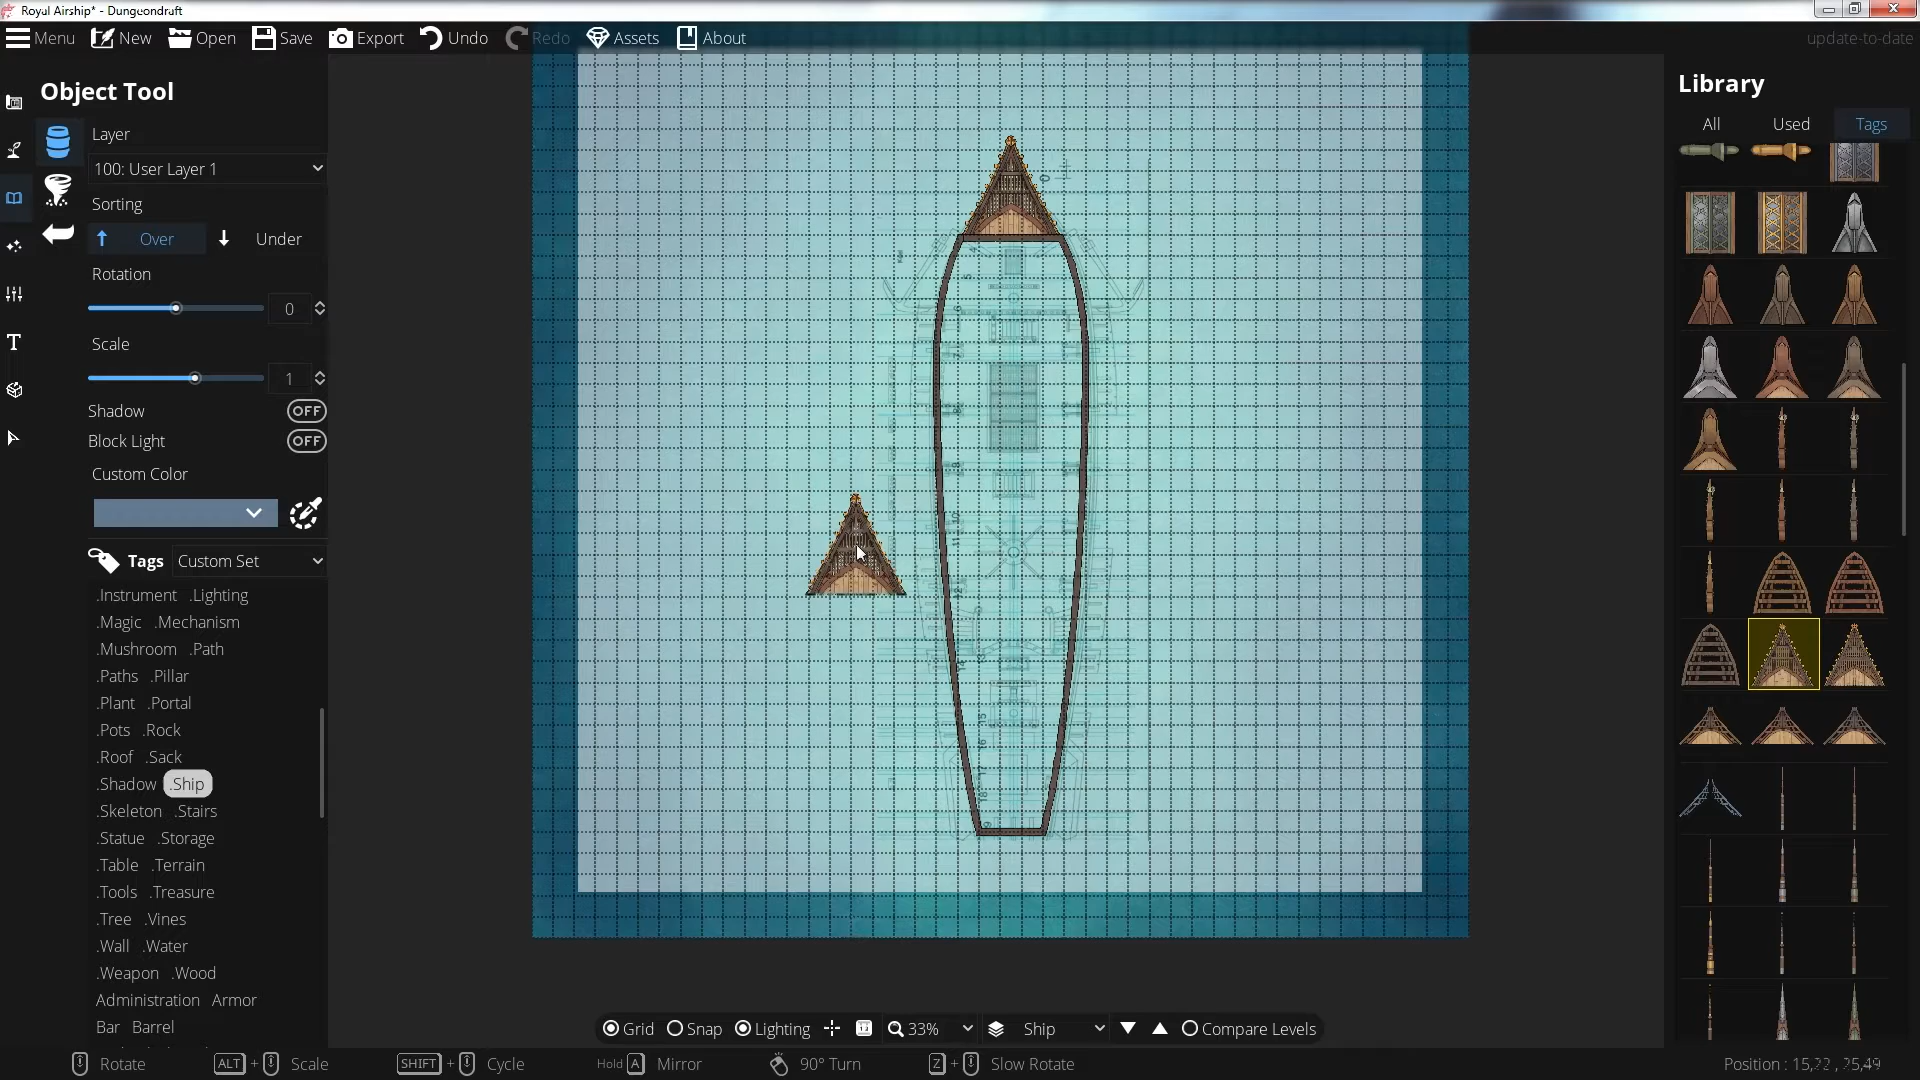 Royal Airship* - Dungeondraft
Menu New Open Save Export Undo Redo Assets About update-to-date
Object Tool
Layer
100: User Layer 1
Sorting
Over Under
Rotation
0
Scale
1
Shadow OFF
Block Light OFF
Custom Color
Tags Custom Set
.Instrument .Lighting
.Magic .Mechanism
.Mushroom .Path
.Paths .Pillar
.Plant .Portal
.Pots .Rock
.Roof .Sack
.Shadow .Ship
.Skeleton .Stairs
.Statue .Storage
.Table .Terrain
.Tools .Treasure
.Tree .Vines
.Wall .Water
.Weapon .Wood
Administration Armor
Bar Barrel
Library
All Used Tags
Grid Snap Lighting 33% Ship Compare Levels
Rotate ALT + Scale SHIFT + Cycle Hold A Mirror 90° Turn Z + Slow Rotate